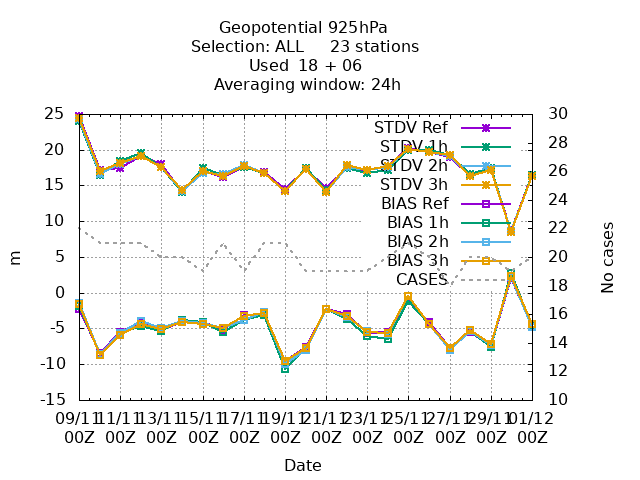 Geopotential 925hPa
Selection: ALL 23 stations
Used 18 + 06
Averaging window: 24h
25
20
15
10
5
0
-5
-10
-15
m
30
28
26
24
22
20
18
16
14
12
10
No cases
STDV Ref
STDV 1h
STDV 2h
STDV 3h
BIAS Ref
BIAS 1h
BIAS 2h
BIAS 3h
CASES
09/11 11/11 13/11 15/11 17/11 19/11 21/11 23/11 25/11 27/11 29/11 01/12
00Z 00Z 00Z 00Z 00Z 00Z 00Z 00Z 00Z 00Z 00Z 00Z
Date